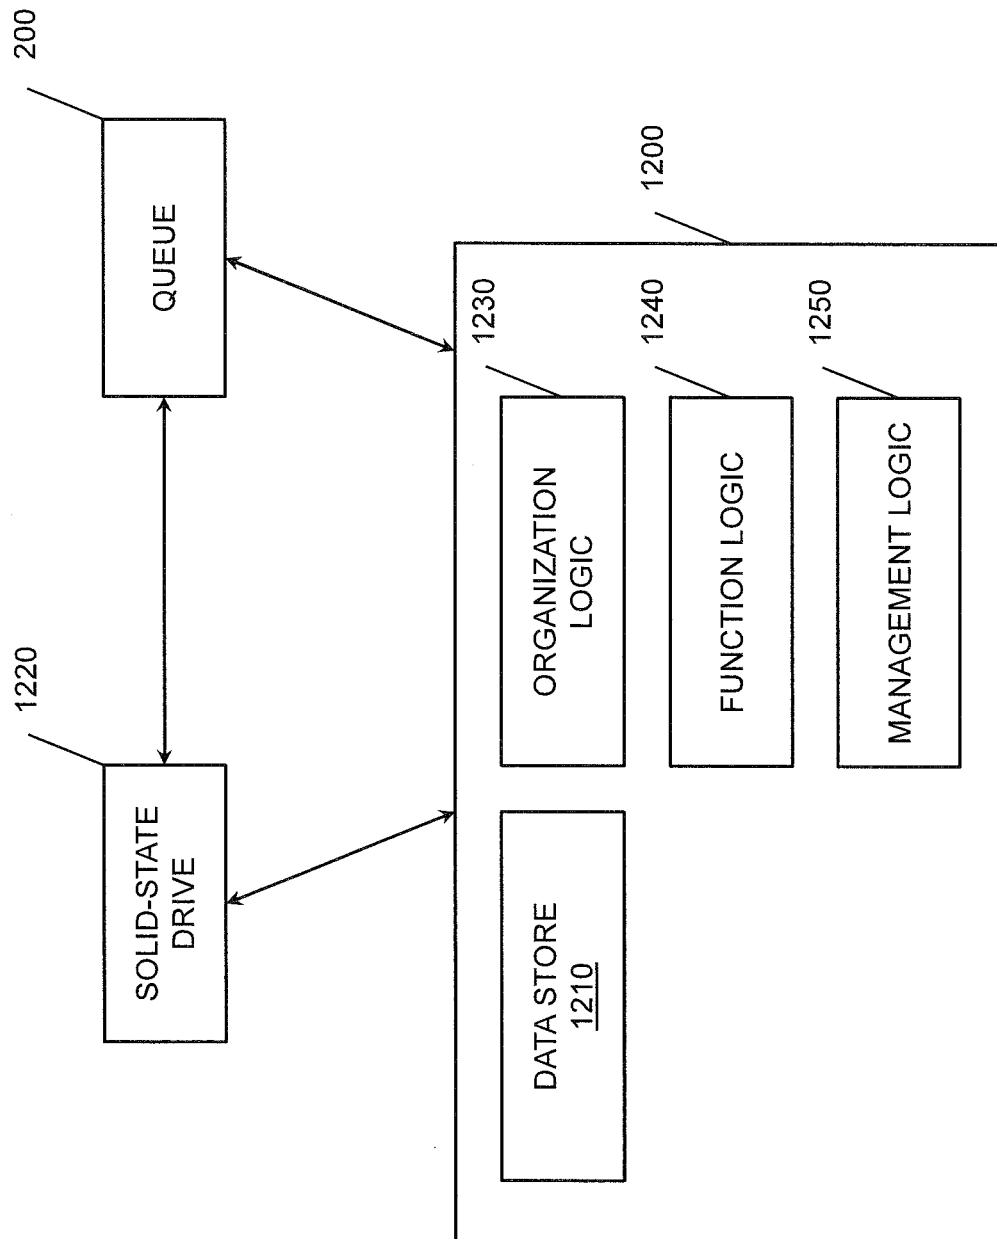 1220
200
SOLID-STATE
DRIVE
QUEUE
1200
1230
DATA STORE
1210
ORGANIZATION
LOGIC
1240
FUNCTION LOGIC
1250
MANAGEMENT LOGIC